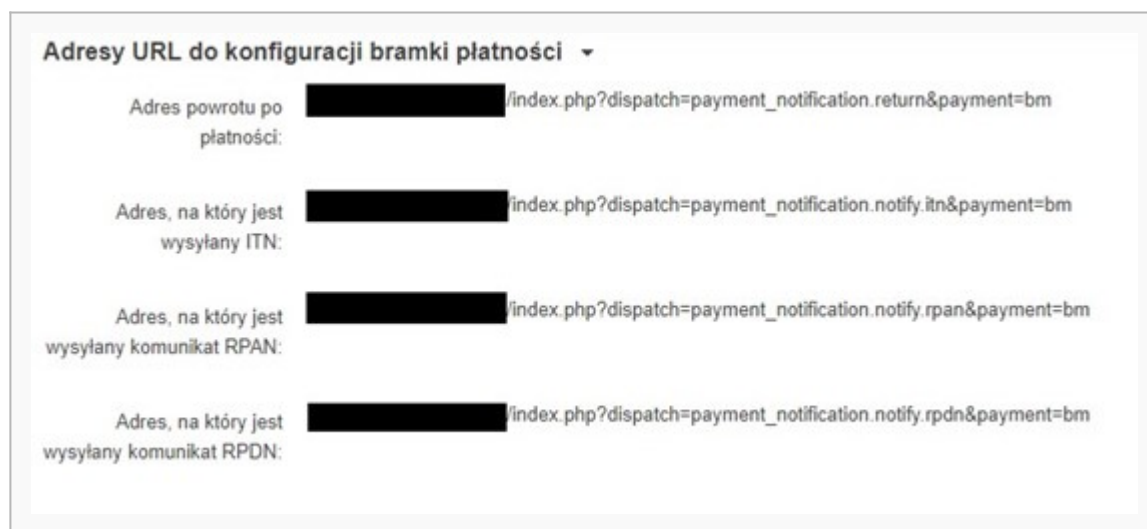 Adresy URL do konfiguracji bramki płatności
Adres powrotu po płatności:
/index.php?dispatch=payment_notification.return&payment=bm
Adres, na który jest wysyłany ITN:
/index.php?dispatch=payment_notification.notify.itn&payment=bm
Adres, na który jest wysyłany komunikat RPAN:
/index.php?dispatch=payment_notification.notify.rpan&payment=bm
Adres, na który jest wysyłany komunikat RPDN:
/index.php?dispatch=payment_notification.notify.rpdn&payment=bm